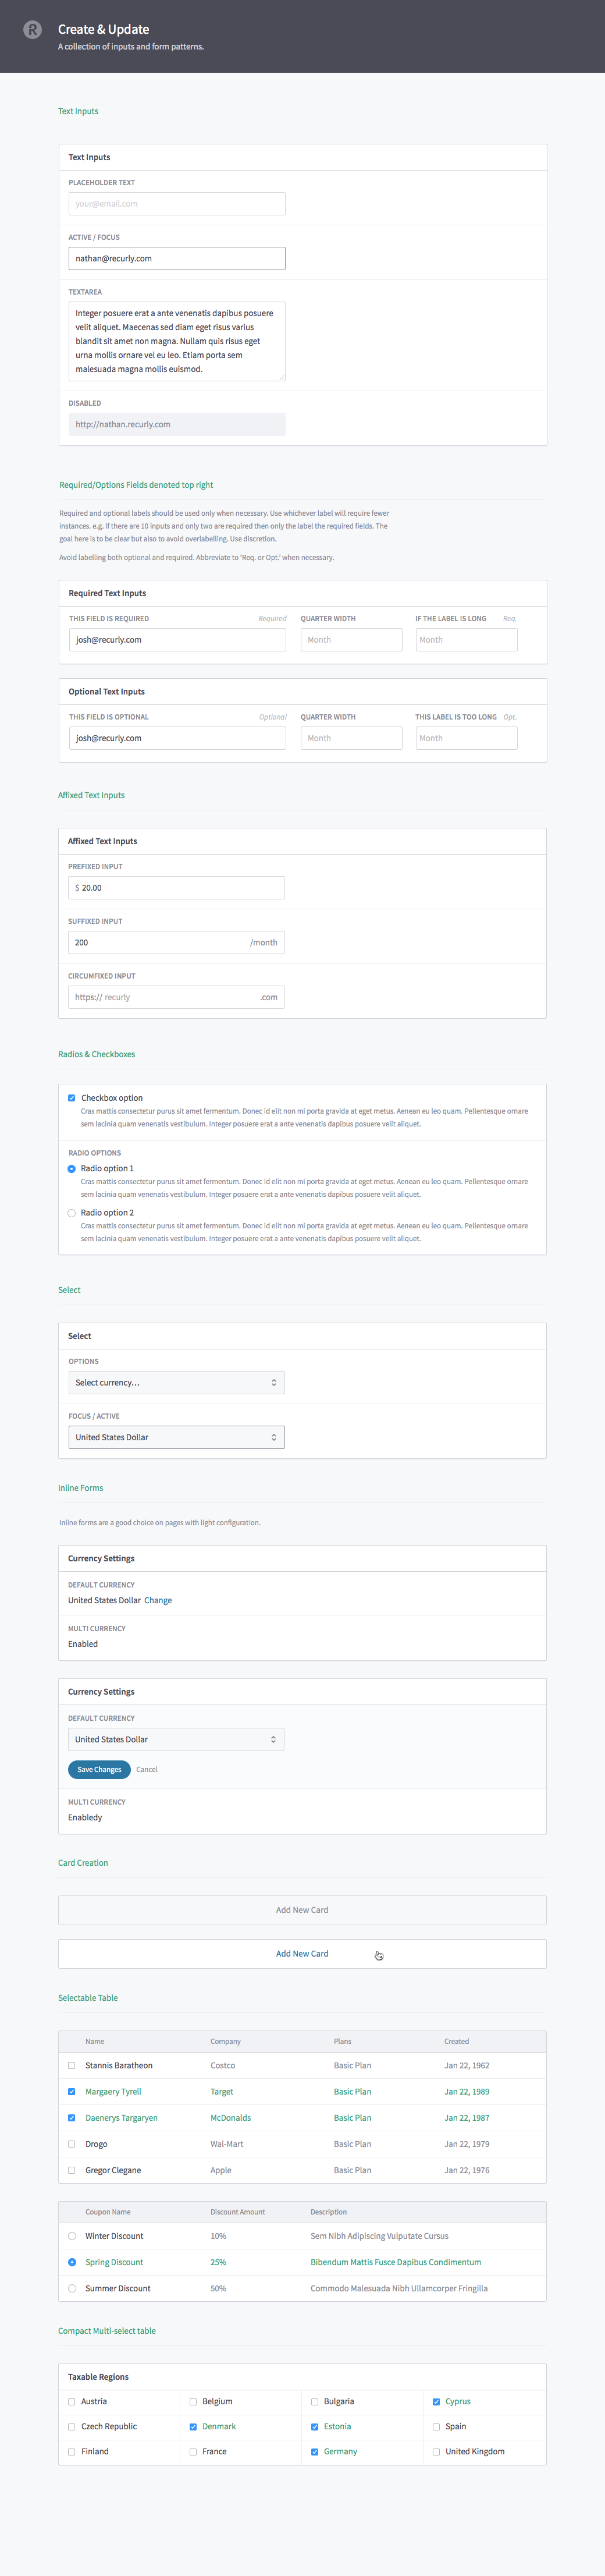 Create & Update
A collection of inputs and form patterns.
Text Inputs
Text Inputs
PLACEHOLDER TEXT
your@email.com
ACTIVE / FOCUS
nathan@recurly.com
TEXTAREA
Integer posuere erat a ante venenatis dapibus posuere
velit aliquet. Maecenas sed diam eget risus varius
blandit sit amet non magna. Nullam quis risus eget
urna mollis ornare vel eu leo. Etiam porta sem
malesuada magna mollis euismod.
DISABLED
http://nathan.recurly.com
Required/Options Fields denoted top right
Required and optional labels should be used only when necessary. Use whichever label will require fewer
instances. e.g. If there are 10 inputs and only two are required then only the label the required fields. The
goal here is to be clear but also to avoid overlabelling. Use discretion.
Avoid labelling both optional and required. Abbreviate to 'Req. or Opt.' when necessary.
Required Text Inputs
THIS FIELD IS REQUIRED Required QUARTER WIDTH IF THE LABEL IS LONG Req.
josh@recurly.com Month Month
Optional Text Inputs
THIS FIELD IS OPTIONAL Optional QUARTER WIDTH THIS LABEL IS TOO LONG Opt.
josh@recurly.com Month Month
Affixed Text Inputs
Affixed Text Inputs
PREFIXED INPUT
$ 20.00
SUFFIXED INPUT
200 /month
CIRCUMFIXED INPUT
https:// recurly .com
Radios & Checkboxes
Checkbox option
Cras mattis consectetur purus sit amet fermentum. Donec id elit non mi porta gravida at eget metus. Aenean eu leo quam. Pellentesque ornare
sem lacinia quam venenatis vestibulum. Integer posuere erat a ante venenatis dapibus posuere velit aliquet.
RADIO OPTIONS
Radio option 1
Cras mattis consectetur purus sit amet fermentum. Donec id elit non mi porta gravida at eget metus. Aenean eu leo quam. Pellentesque ornare
sem lacinia quam venenatis vestibulum. Integer posuere erat a ante venenatis dapibus posuere velit aliquet.
Radio option 2
Cras mattis consectetur purus sit amet fermentum. Donec id elit non mi porta gravida at eget metus. Aenean eu leo quam. Pellentesque ornare
sem lacinia quam venenatis vestibulum. Integer posuere erat a ante venenatis dapibus posuere velit aliquet.
Select
Select
OPTIONS
Select currency...
FOCUS / ACTIVE
United States Dollar
Inline Forms
Inline forms are a good choice on pages with light configuration.
Currency Settings
DEFAULT CURRENCY
United States Dollar Change
MULTI CURRENCY
Enabled
Currency Settings
DEFAULT CURRENCY
United States Dollar
Save Changes Cancel
MULTI CURRENCY
Enabledy
Card Creation
Add New Card
Add New Card
Selectable Table
Name Company Plans Created
Stannis Baratheon Costco Basic Plan Jan 22, 1962
Margaery Tyrell Target Basic Plan Jan 22, 1989
Daenerys Targaryen McDonalds Basic Plan Jan 22, 1987
Drogo Wal-Mart Basic Plan Jan 22, 1979
Gregor Clegane Apple Basic Plan Jan 22, 1976
Coupon Name Discount Amount Description
Winter Discount 10% Sem Nibh Adipiscing Vulputate Cursus
Spring Discount 25% Bibendum Mattis Fusce Dapibus Condimentum
Summer Discount 50% Commodo Malesuada Nibh Ullamcorper Fringilla
Compact Multi-select table
Taxable Regions
Austria Belgium Bulgaria Cyprus
Czech Republic Denmark Estonia Spain
Finland France Germany United Kingdom